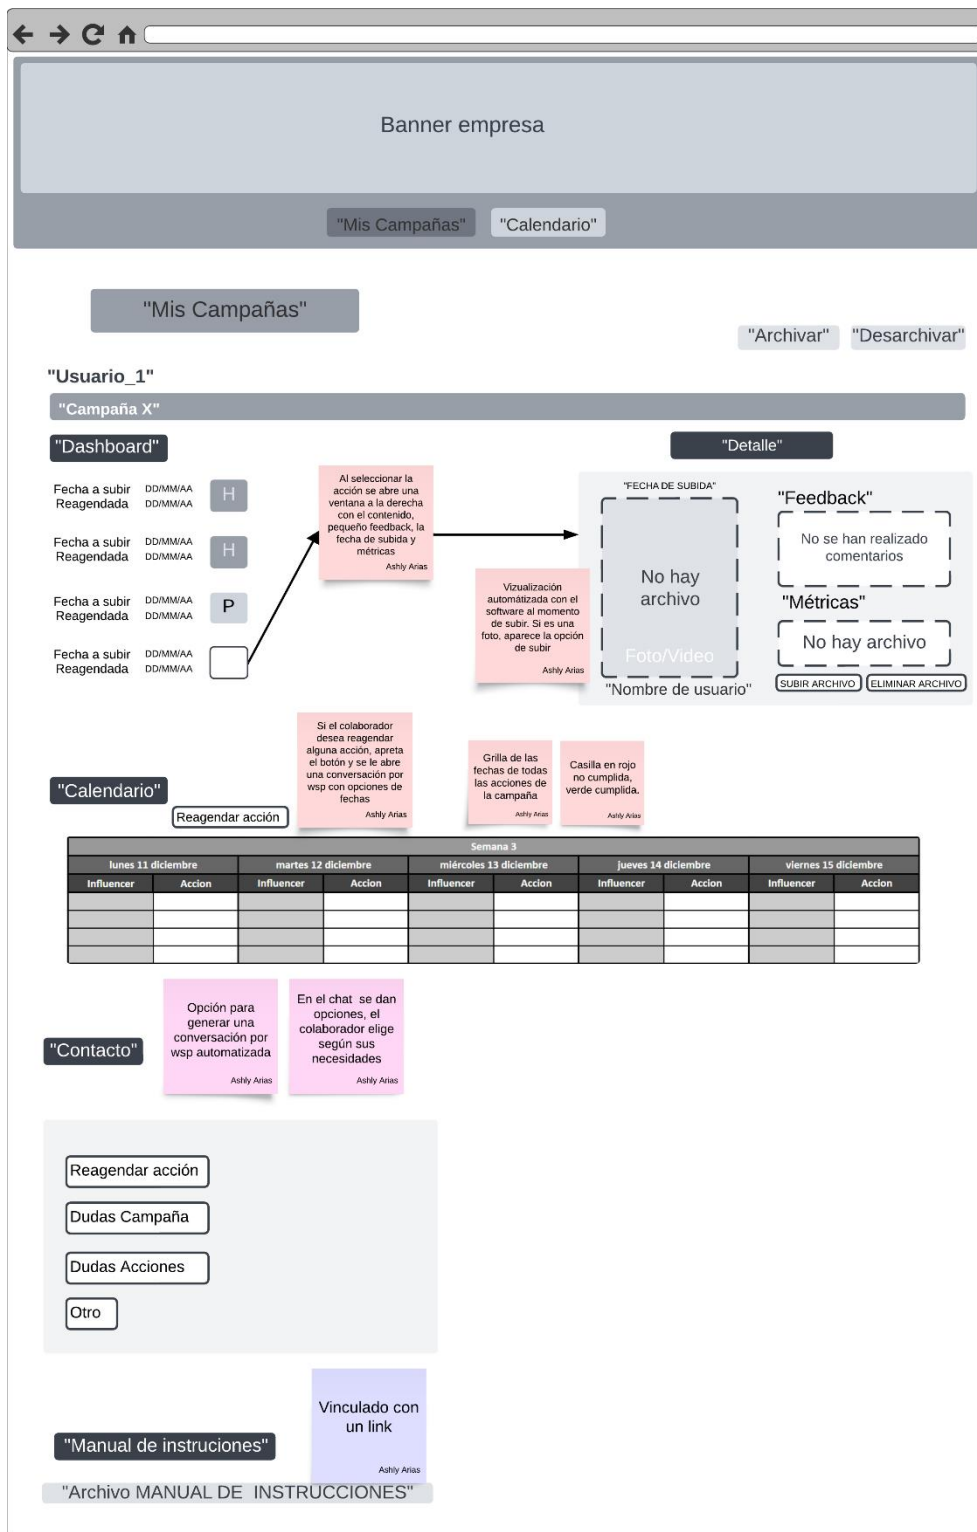 Banner empresa
"Mis Campañas"
"Calendario"
"Mis Campañas"
"Archivar"
"Desarchivar"
"Usuario_1"
"Campaña X"
"Dashboard"
"Detalle"
Fecha a subir DD/MM/AA
Reagendada DD/MM/AA
H
Fecha a subir DD/MM/AA
Reagendada DD/MM/AA
H
Fecha a subir DD/MM/AA
Reagendada DD/MM/AA
P
Fecha a subir DD/MM/AA
Reagendada DD/MM/AA
Al seleccionar la
acción se abre una
ventana a la derecha
con el contenido,
pequeño feedback, la
fecha de subida y
métricas
Ashly Arias
Vizualización
automátizada con el
software al momento
de subir. Si es una
foto, aparece la opción
de subir
Ashly Arias
"FECHA DE SUBIDA"
No hay
archivo
Foto/Video
"Nombre de usuario"
"Feedback"
No se han realizado
comentarios
"Métricas"
No hay archivo
SUBIR ARCHIVO
ELIMINAR ARCHIVO
Si el colaborador
desea reagendar
alguna acción, apreta
el botón y se le abre
una conversación por
wsp con opciones de
fechas
Ashly Arias
Grilla de las
fechas de todas
las acciones de
la campaña
Ashly Arias
Casilla en rojo
no cumplida,
verde cumplida.
Ashly Arias
"Calendario"
Reagendar acción
Semana 3
lunes 11 diciembre martes 12 diciembre miércoles 13 diciembre jueves 14 diciembre viernes 15 diciembre
Influencer Accion Influencer Accion Influencer Accion Influencer Accion Influencer Accion
Opción para
generar una
conversación por
wsp automatizada
Ashly Arias
En el chat se dan
opciones, el
colaborador elige
según sus
necesidades
Ashly Arias
"Contacto"
Reagendar acción
Dudas Campaña
Dudas Acciones
Otro
Vinculado con
un link
Ashly Arias
"Manual de instruciones"
"Archivo MANUAL DE INSTRUCCIONES"